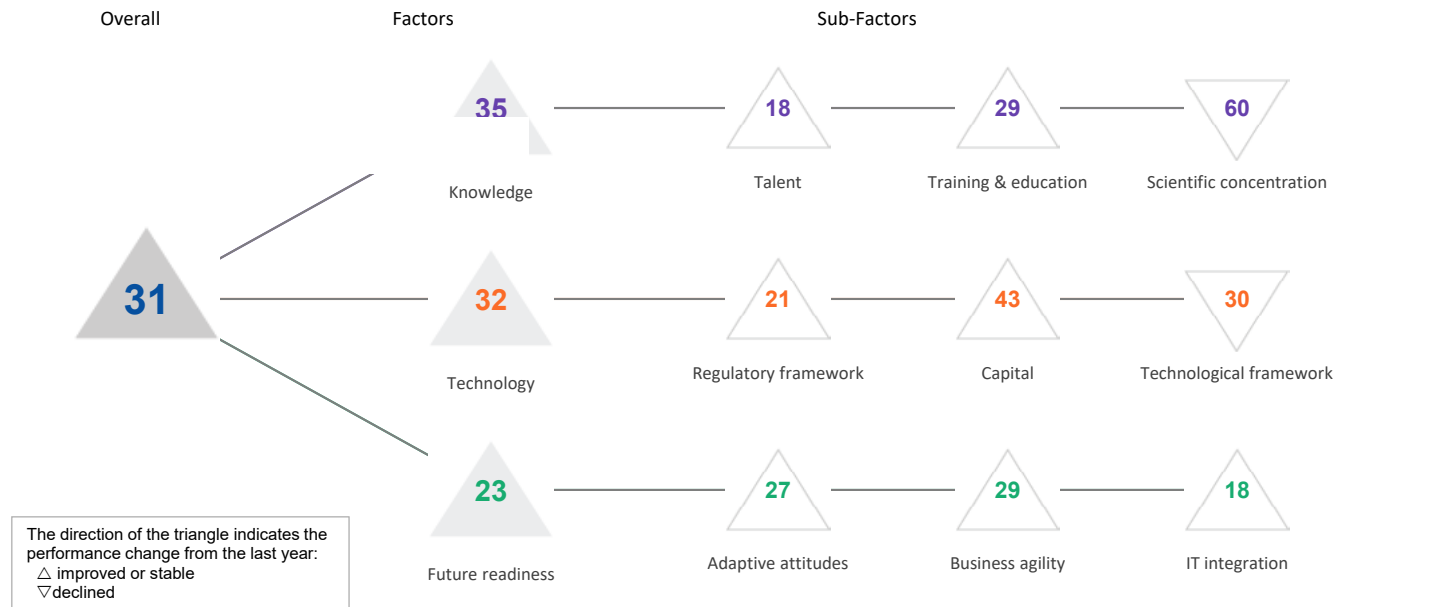 Overall Factors Sub-Factors
35 18 29 60
Knowledge Talent Training & education Scientific concentration
31 32 21 43 30
Technology Regulatory framework Capital Technological framework
23 27 29 18
Future readiness Adaptive attitudes Business agility IT integration
The direction of the triangle indicates the
performance change from the last year:
△ improved or stable
▽declined